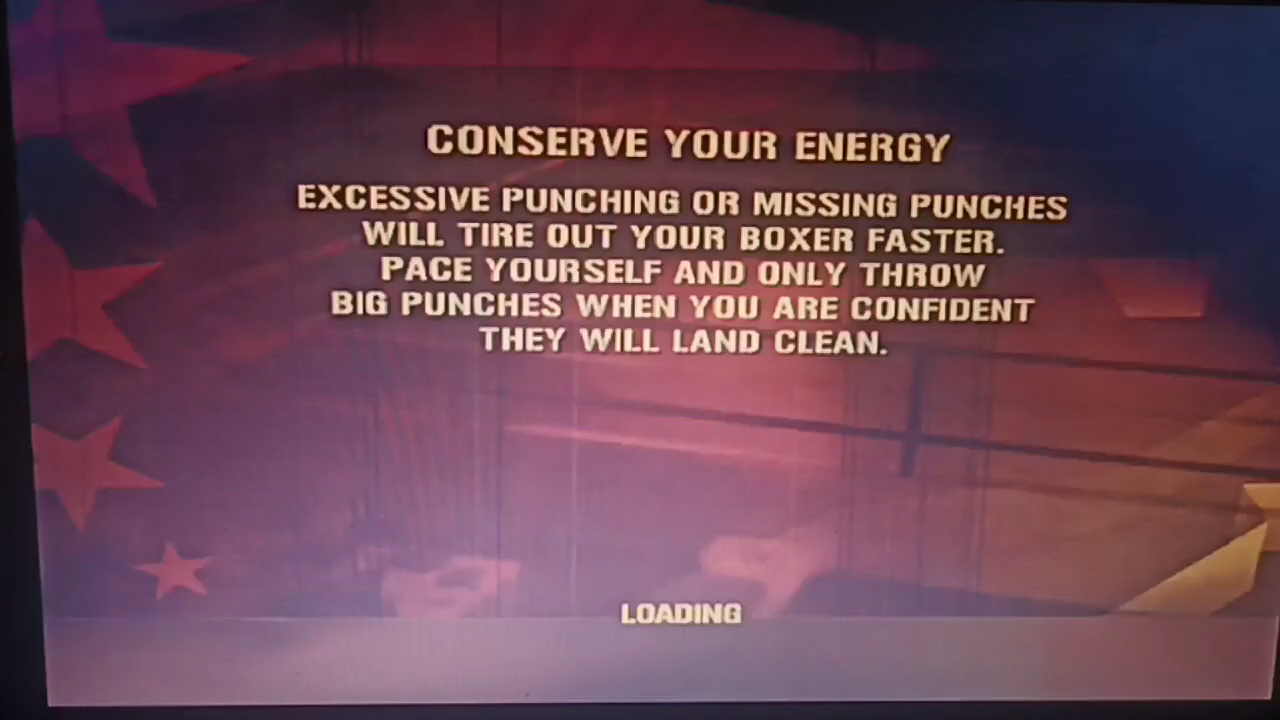 CONSERVE YOUR ENERGY
EXCESSIVE PUNCHING OR MISSING PUNCHES
WILL TIRE OUT YOUR BOXER FASTER.
PACE YOURSELF AND ONLY THROW
BIG PUNCHES WHEN YOU ARE CONFIDENT
THEY WILL LAND CLEAN.
LOADING